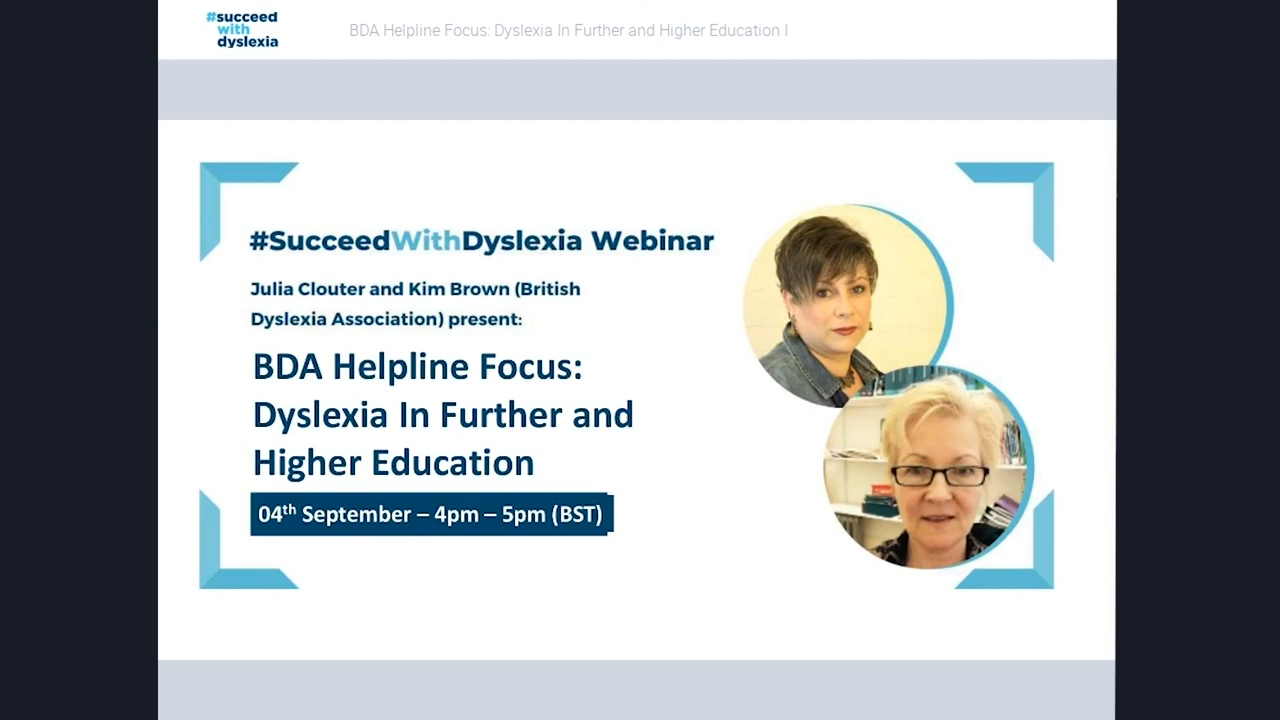 #succeed
with
dyslexia
BDA Helpline Focus: Dyslexia In Further and Higher Education I
#SucceedWithDyslexia Webinar
Julia Clouter and Kim Brown (British
Dyslexia Association) present:
BDA Helpline Focus:
Dyslexia In Further and
Higher Education
04th September – 4pm – 5pm (BST)